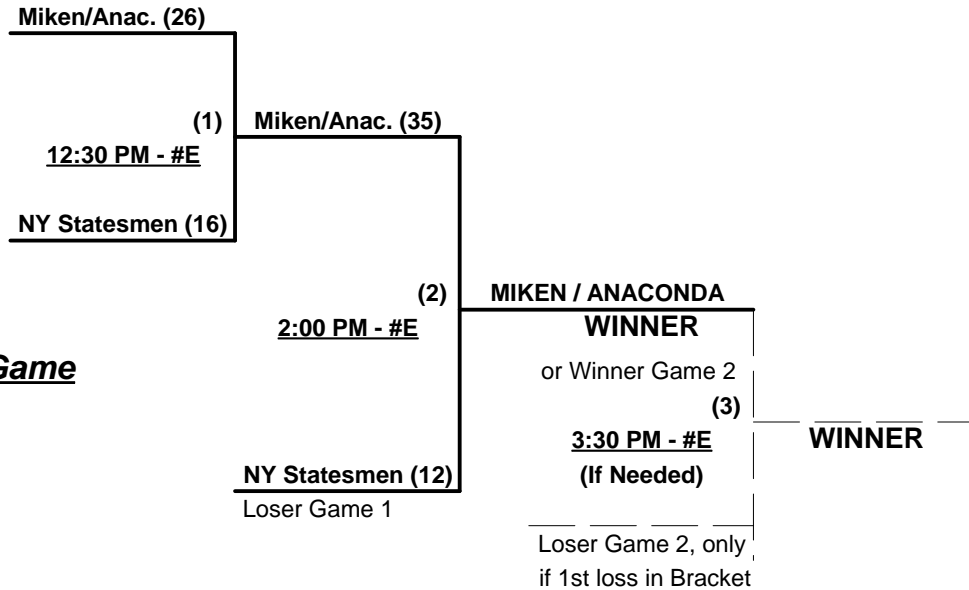 Miken/Anac. (26)
(1)
12:30 PM - #E
NY Statesmen (16)
Miken/Anac. (35)
(2)
2:00 PM - #E
Game
NY Statesmen (12)
Loser Game 1
MIKEN / ANACONDA
WINNER
or Winner Game 2
(3)
3:30 PM - #E
(If Needed)
Loser Game 2, only
if 1st loss in Bracket
WINNER